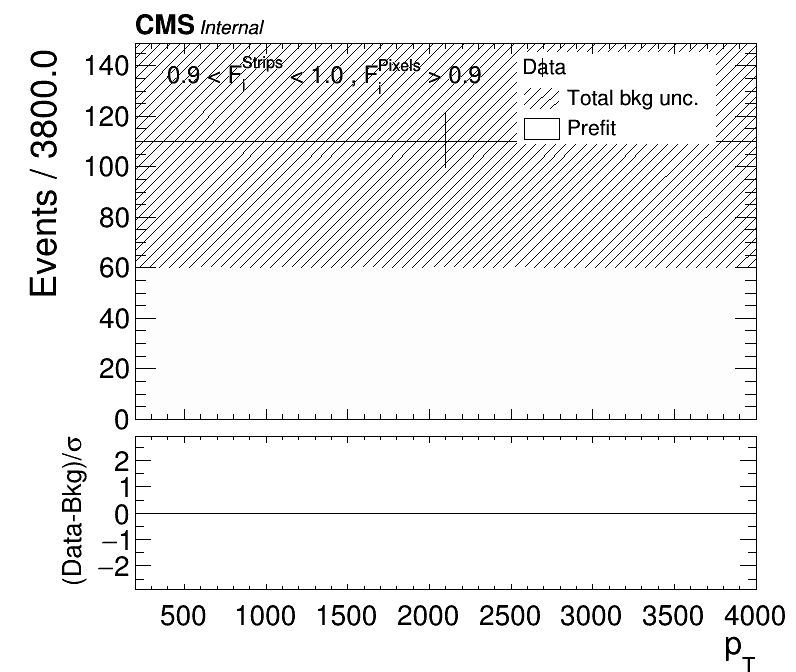 CMS Internal
Events / 3800.0
140
120
100
80
60
40
20
0
0.9 < F_i^Strips < 1.0 , F_i^Pixels > 0.9
Data
Total bkg unc.
Prefit
(Data-Bkg)/σ
2
1
0
−1
−2
500 1000 1500 2000 2500 3000 3500 4000
p_T